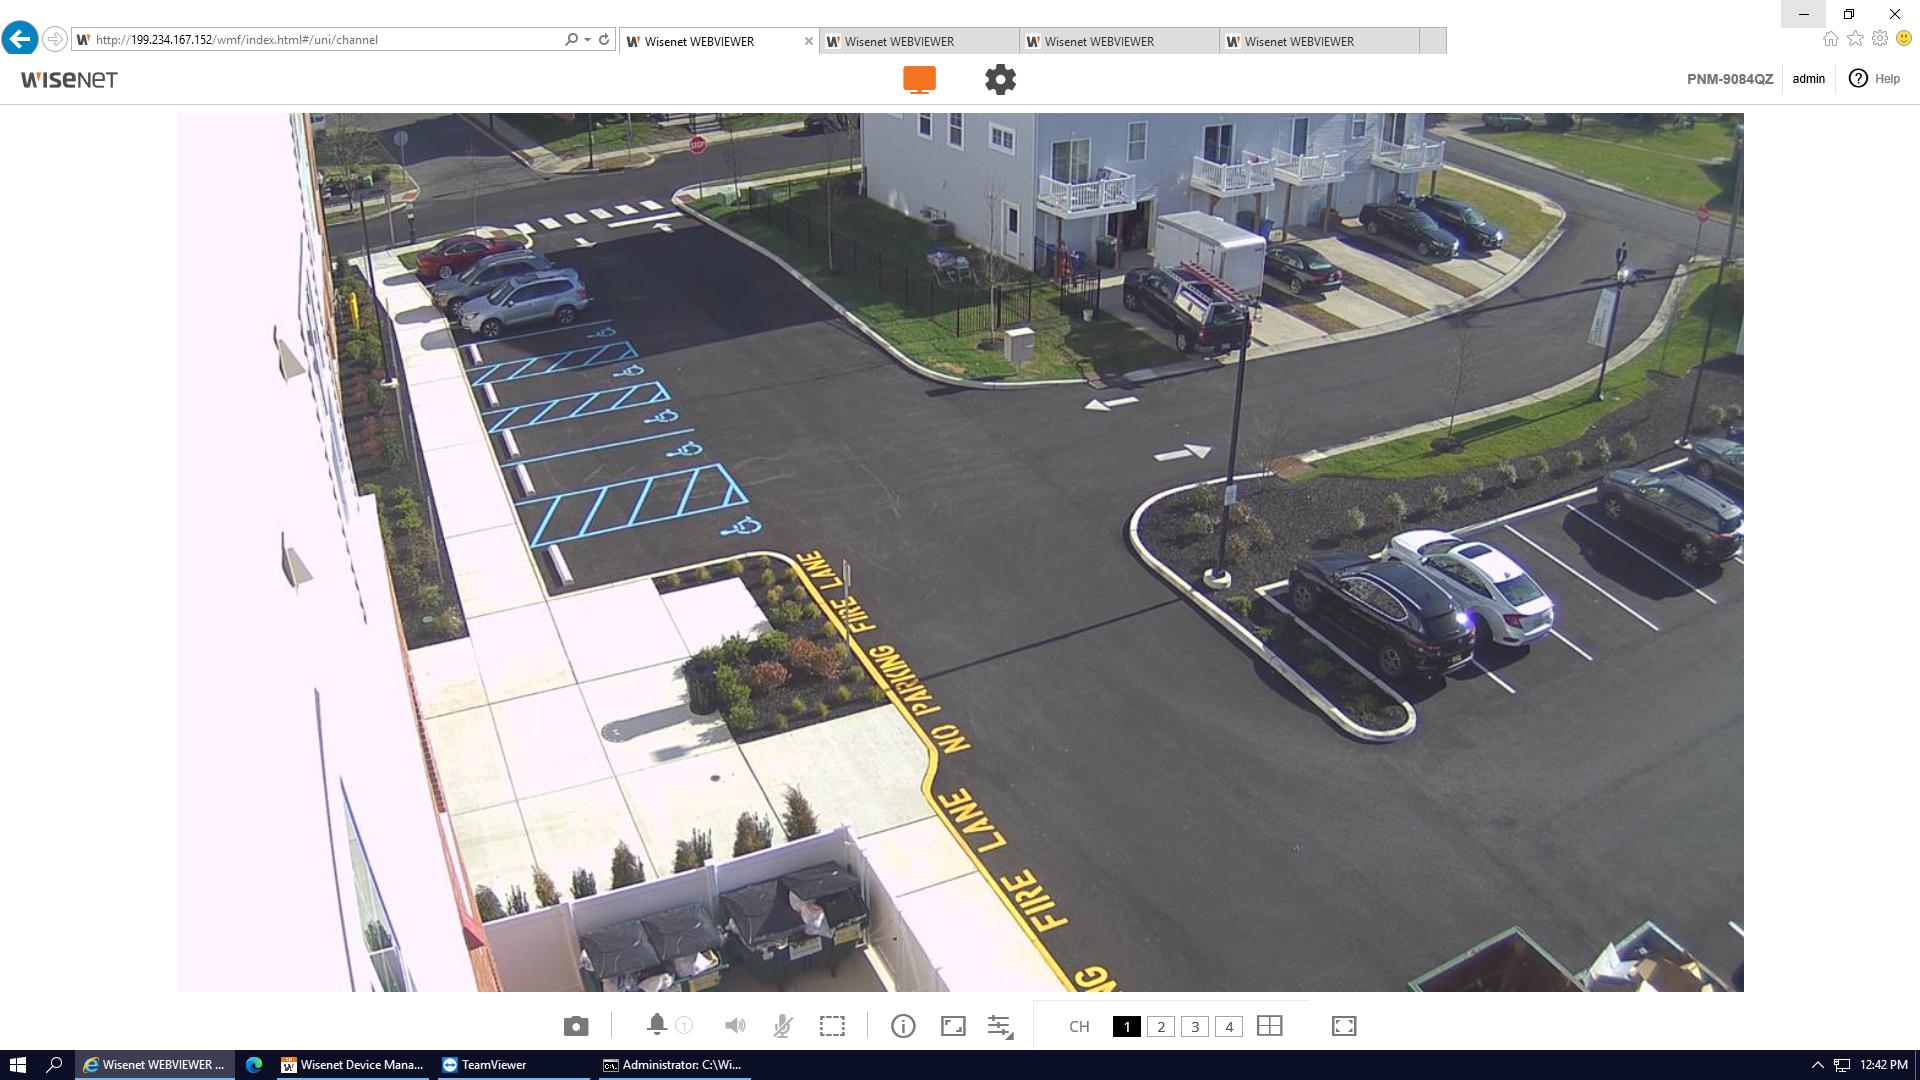 http://199.234.167.152/wmf/index.html#/uni/channel
Wisenet WEBVIEWER
Wisenet WEBVIEWER
Wisenet WEBVIEWER
Wisenet WEBVIEWER
WISENET
PNM-9084QZ
admin
? Help
STOP
FIRE LANE
NO PARKING
FIRE LANE
NG
1
CH
1
2
3
4
Wisenet WEBVIEWER ...
Wisenet Device Mana...
TeamViewer
Administrator: C:\Wi...
12:42 PM